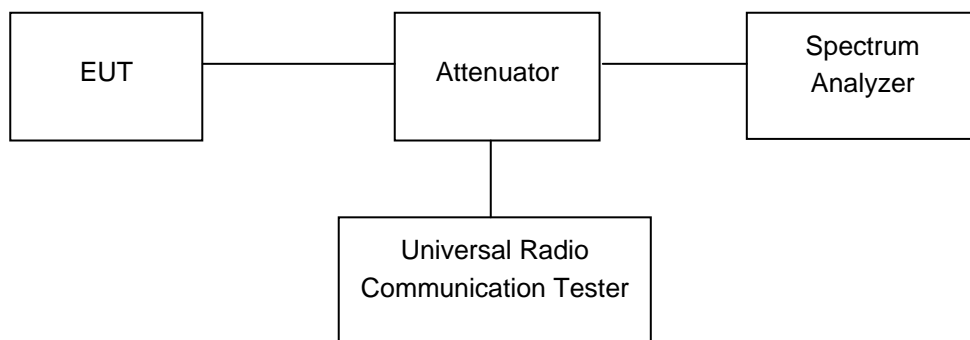 EUT
Attenuator
Spectrum
Analyzer
Universal Radio
Communication Tester